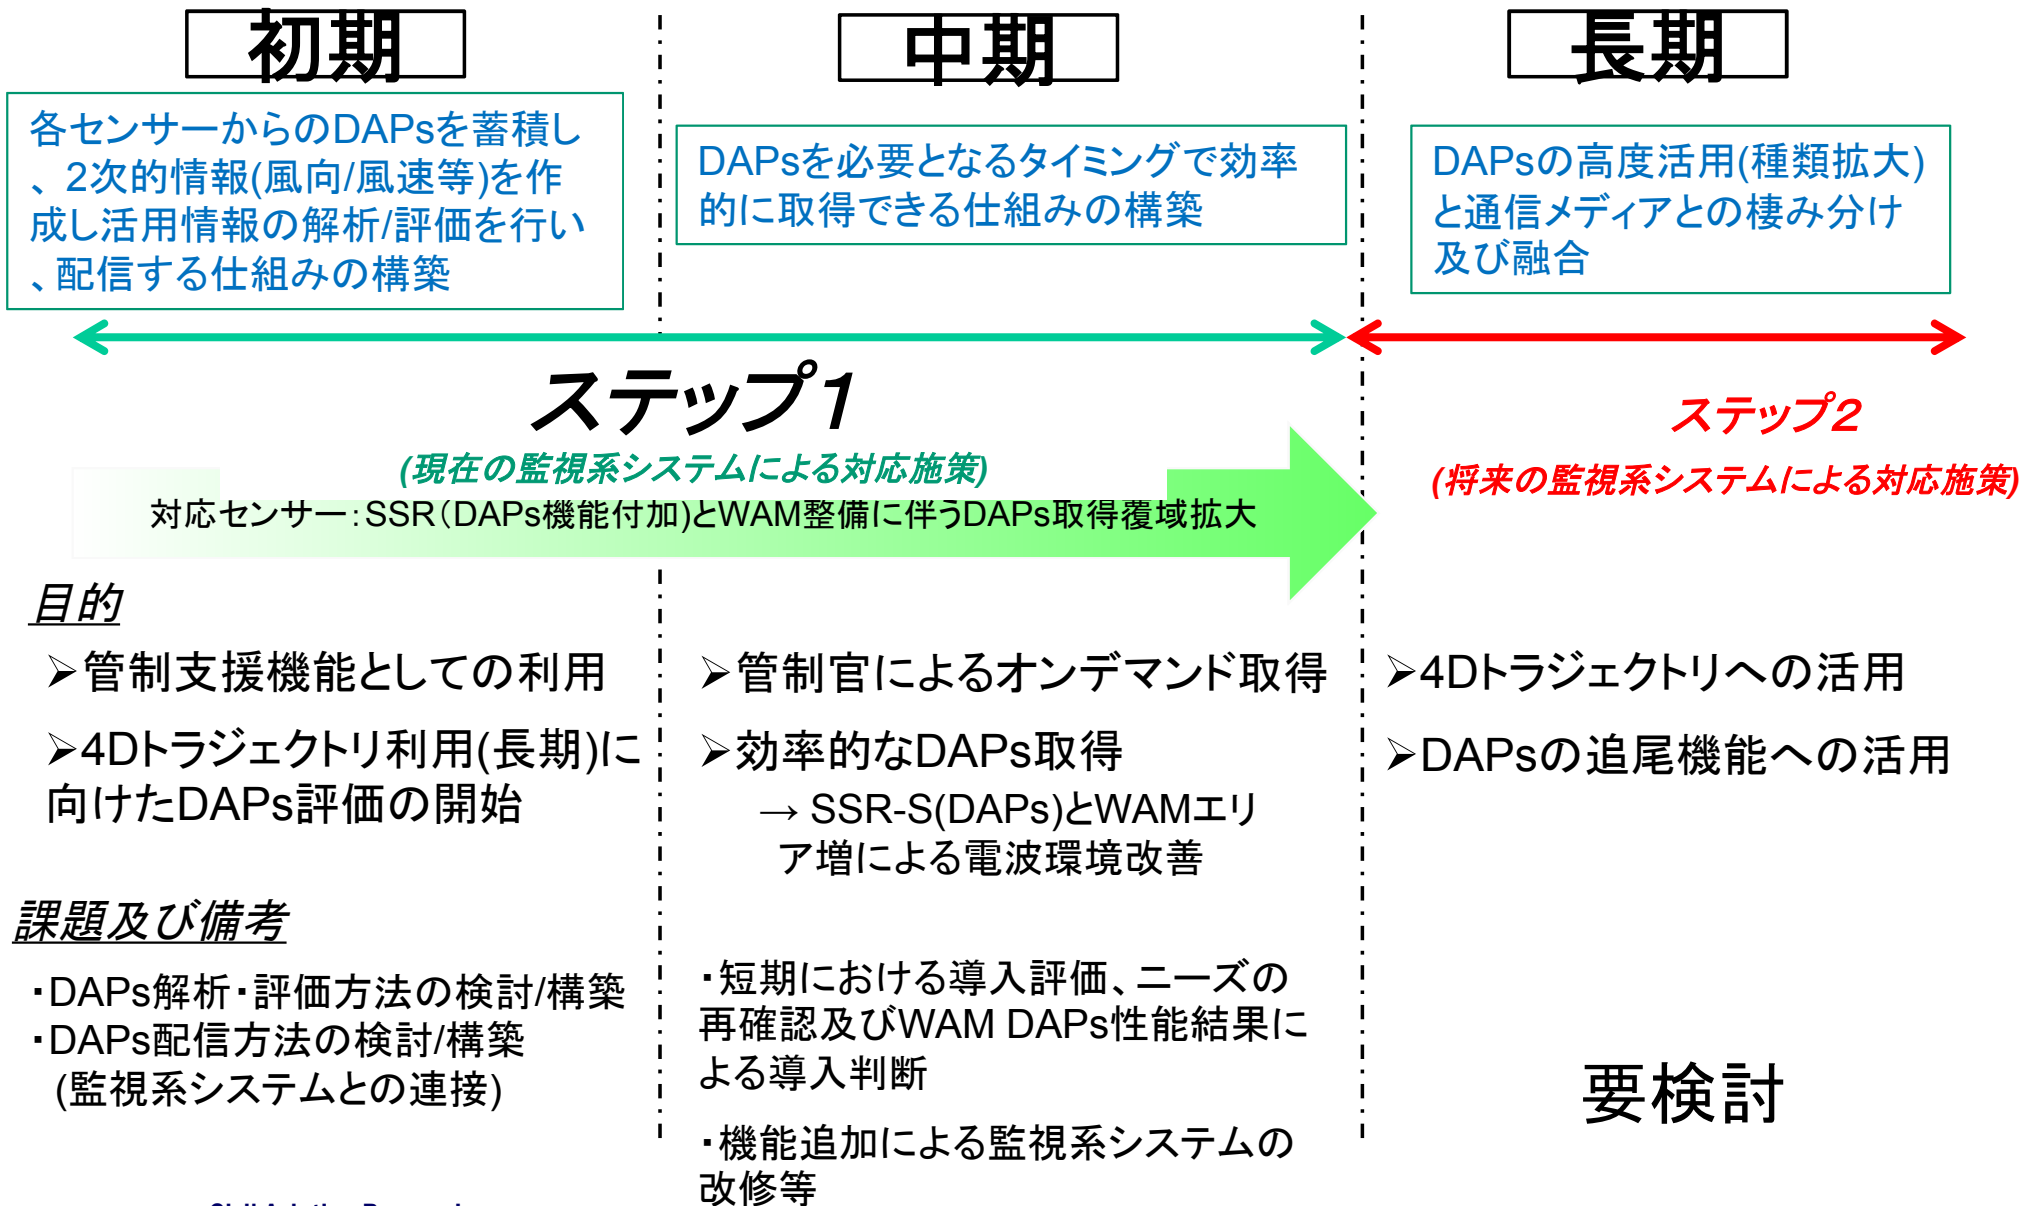 初期
中期
長期
各センサーからのDAPsを蓄積し
、2次的情報(風向/風速等)を作
成し活用情報の解析/評価を行い
、配信する仕組みの構築
DAPsを必要となるタイミングで効率
的に取得できる仕組みの構築
DAPsの高度活用(種類拡大)
と通信メディアとの棲み分け
及び融合
ステップ1
(現在の監視系システムによる対応施策)
ステップ2
(将来の監視系システムによる対応施策)
対応センサー:SSR(DAPs機能付加)とWAM整備に伴うDAPs取得覆域拡大
目的
➢管制支援機能としての利用
➢4Dトラジェクトリ利用(長期)に
向けたDAPs評価の開始
➢管制官によるオンデマンド取得
➢効率的なDAPs取得
→ SSR-S(DAPs)とWAMエリ
ア増による電波環境改善
➢4Dトラジェクトリへの活用
➢DAPsの追尾機能への活用
課題及び備考
・DAPs解析・評価方法の検討/構築
・DAPs配信方法の検討/構築
(監視系システムとの連接)
・短期における導入評価、ニーズの
再確認及びWAM DAPs性能結果に
よる導入判断
・機能追加による監視系システムの
改修等
要検討